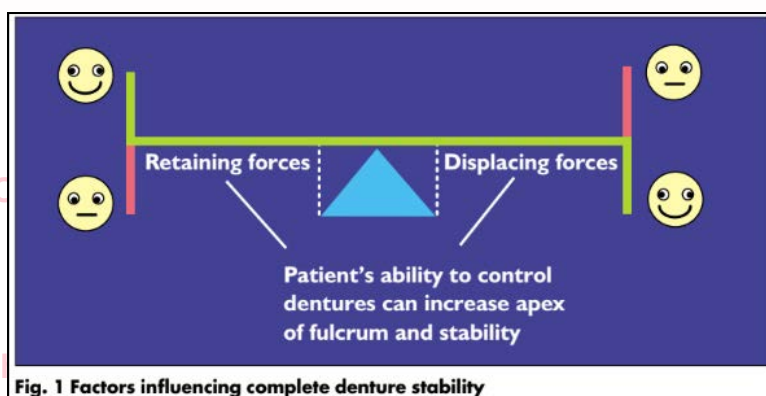 Retaining forces
Displacing forces
Patient's ability to control
dentures can increase apex
of fulcrum and stability
Fig. 1 Factors influencing complete denture stability